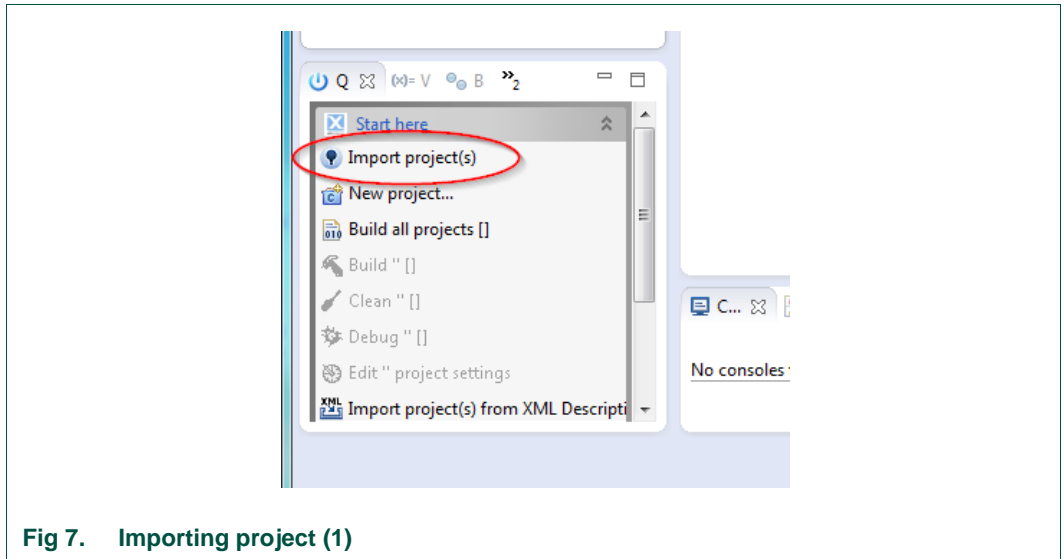 Q (x)= V B »2
Start here
Import project(s)
New project...
Build all projects []
Build '' []
Clean '' []
Debug '' []
Edit '' project settings
XML Import project(s) from XML Descripti
C...
No consoles
Fig 7. Importing project (1)